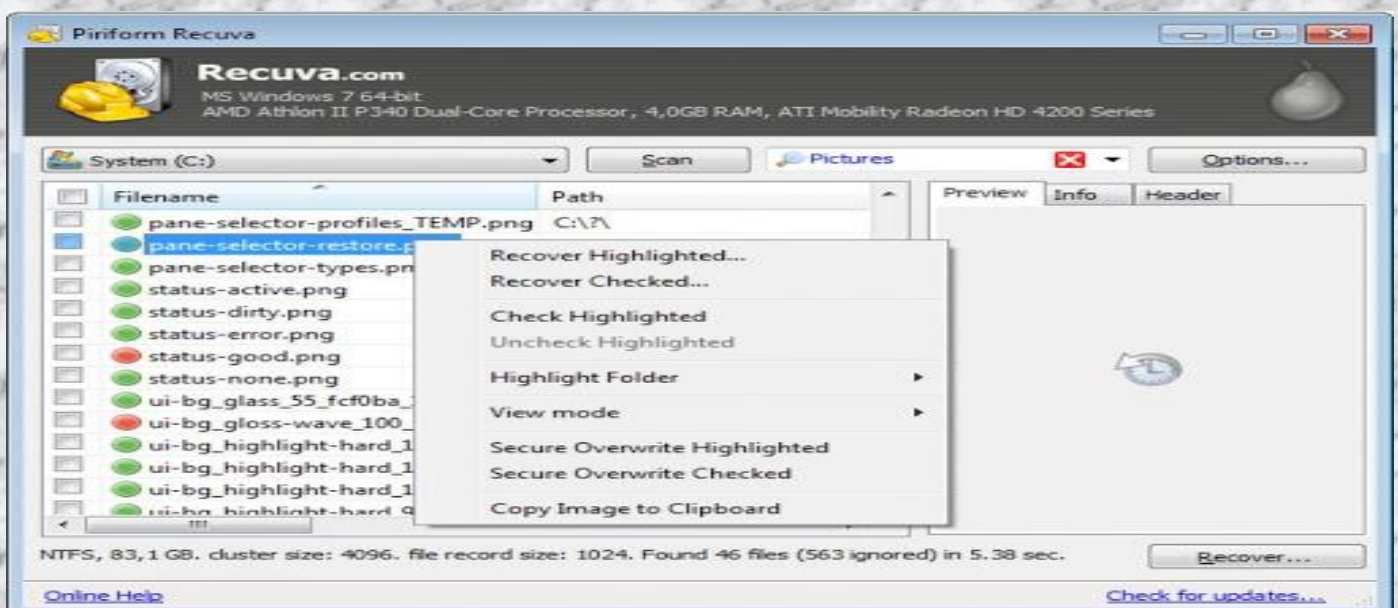 Piriform Recuva
Recuva.com
MS Windows 7 64-bit
AMD Athlon II P340 Dual-Core Processor, 4,0GB RAM, ATI Mobility Radeon HD 4200 Series
System (C:) Scan Pictures Options...
Filename Path Preview Info Header
pane-selector-profiles_TEMP.png C:\?\
pane-selector-restore.p
pane-selector-types.pn
status-active.png
status-dirty.png
status-error.png
status-good.png
status-none.png
ui-bg_glass_55_fcf0ba_
ui-bg_gloss-wave_100_
ui-bg_highlight-hard_1
ui-bg_highlight-hard_1
ui-bg_highlight-hard_1
ui-bg_highlight-hard_9
Recover Highlighted...
Recover Checked...
Check Highlighted
Uncheck Highlighted
Highlight Folder
View mode
Secure Overwrite Highlighted
Secure Overwrite Checked
Copy Image to Clipboard
NTFS, 83,1 GB. cluster size: 4096. file record size: 1024. Found 46 files (563 ignored) in 5.38 sec.
Recover...
Online Help Check for updates...